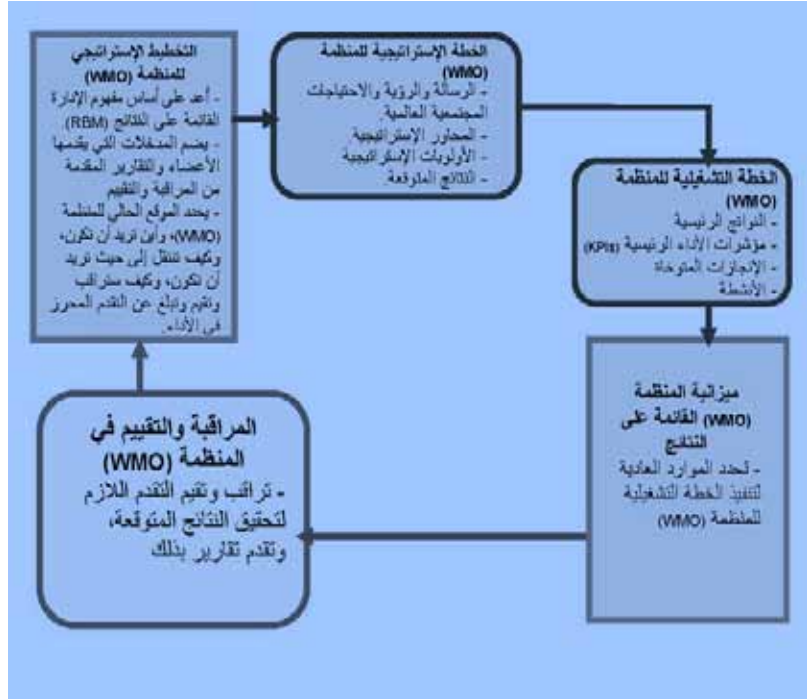 التخطيط الإستراتيجي
للمنظمة (WMO)
- أعد على أساس مفهوم الإدارة
القائمة على النتائج (RBM).
- يضم المدخلات التي يقدمها
الأعضاء والتقارير المقدمة
من المراقبة والتقييم
- يحدد الموقع الحالي للمنظمة
(WMO)، وأين تريد أن تكون،
وكيف تنتقل إلى حيث تريد
أن تكون، وكيف ستراقب
وتقيم وتبلغ عن التقدم المحرز
في الأداء.
الخطة الإستراتيجية للمنظمة
(WMO)
- الرسالة والرؤية والاحتياجات
المجتمعية العالمية.
- المحاور الإستراتيجية
- الأولويات الإستراتيجية
- النتائج المتوقعة.
الخطة التشغيلية للمنظمة
(WMO)
- النواتج الرئيسية
- مؤشرات الأداء الرئيسية (KPIs)
- الإنجازات المتوخاة
- الأنشطة
ميزانية المنظمة
(WMO) القائمة على
النتائج
- تحدد الموارد العادية
لتنفيذ الخطة التشغيلية
للمنظمة (WMO)
المراقبة والتقييم في
المنظمة (WMO)
- تراقب وتقيم التقدم اللازم
لتحقيق النتائج المتوقعة،
وتقدم تقارير بذلك